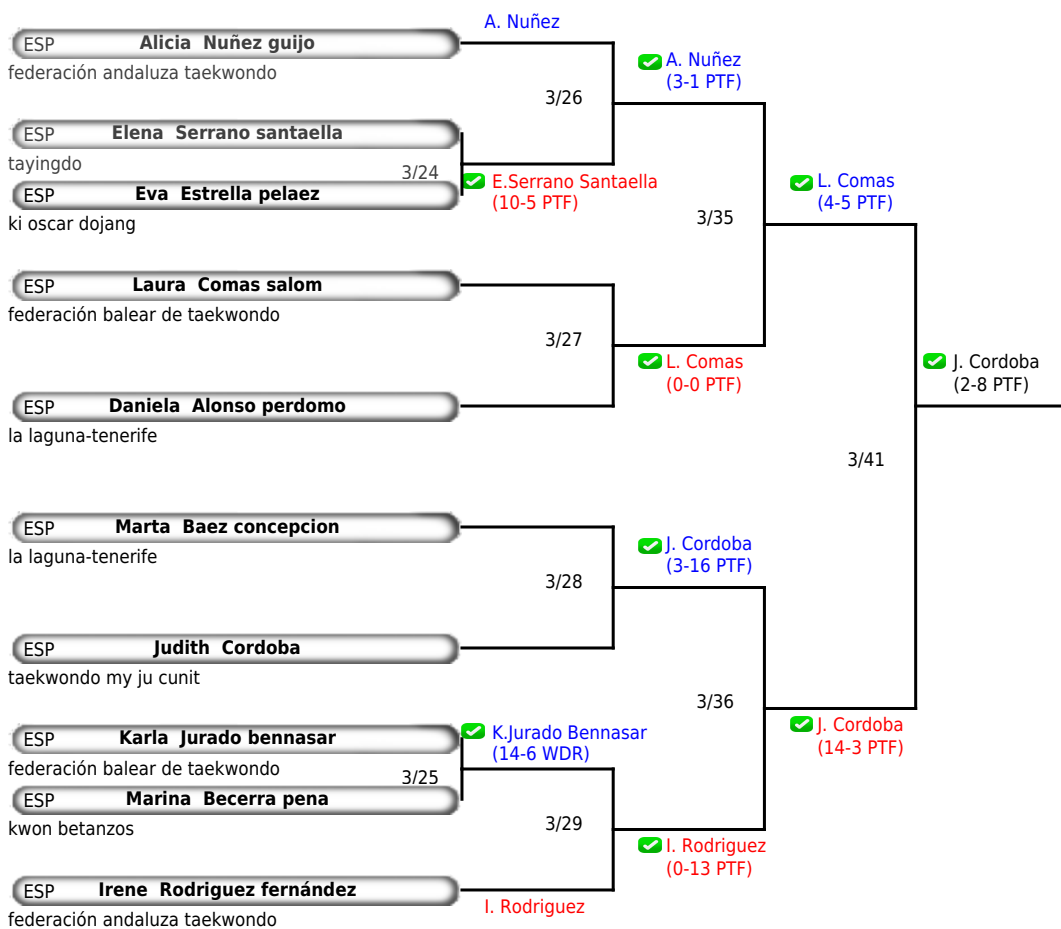 A. Nuñez
ESP Alicia Nuñez guijo
federación andaluza taekwondo
A. Nuñez
(3-1 PTF)
3/26
ESP Elena Serrano santaella
tayingdo
3/24
E.Serrano Santaella
(10-5 PTF)
ESP Eva Estrella pelaez
ki oscar dojang
L. Comas
(4-5 PTF)
3/35
ESP Laura Comas salom
federación balear de taekwondo
3/27
L. Comas
(0-0 PTF)
J. Cordoba
(2-8 PTF)
ESP Daniela Alonso perdomo
la laguna-tenerife
3/41
ESP Marta Baez concepcion
la laguna-tenerife
J. Cordoba
(3-16 PTF)
3/28
ESP Judith Cordoba
taekwondo my ju cunit
3/36
J. Cordoba
(14-3 PTF)
ESP Karla Jurado bennasar
federación balear de taekwondo
K.Jurado Bennasar
(14-6 WDR)
3/25
ESP Marina Becerra pena
kwon betanzos
3/29
I. Rodriguez
(0-13 PTF)
ESP Irene Rodriguez fernández
federación andaluza taekwondo
I. Rodriguez